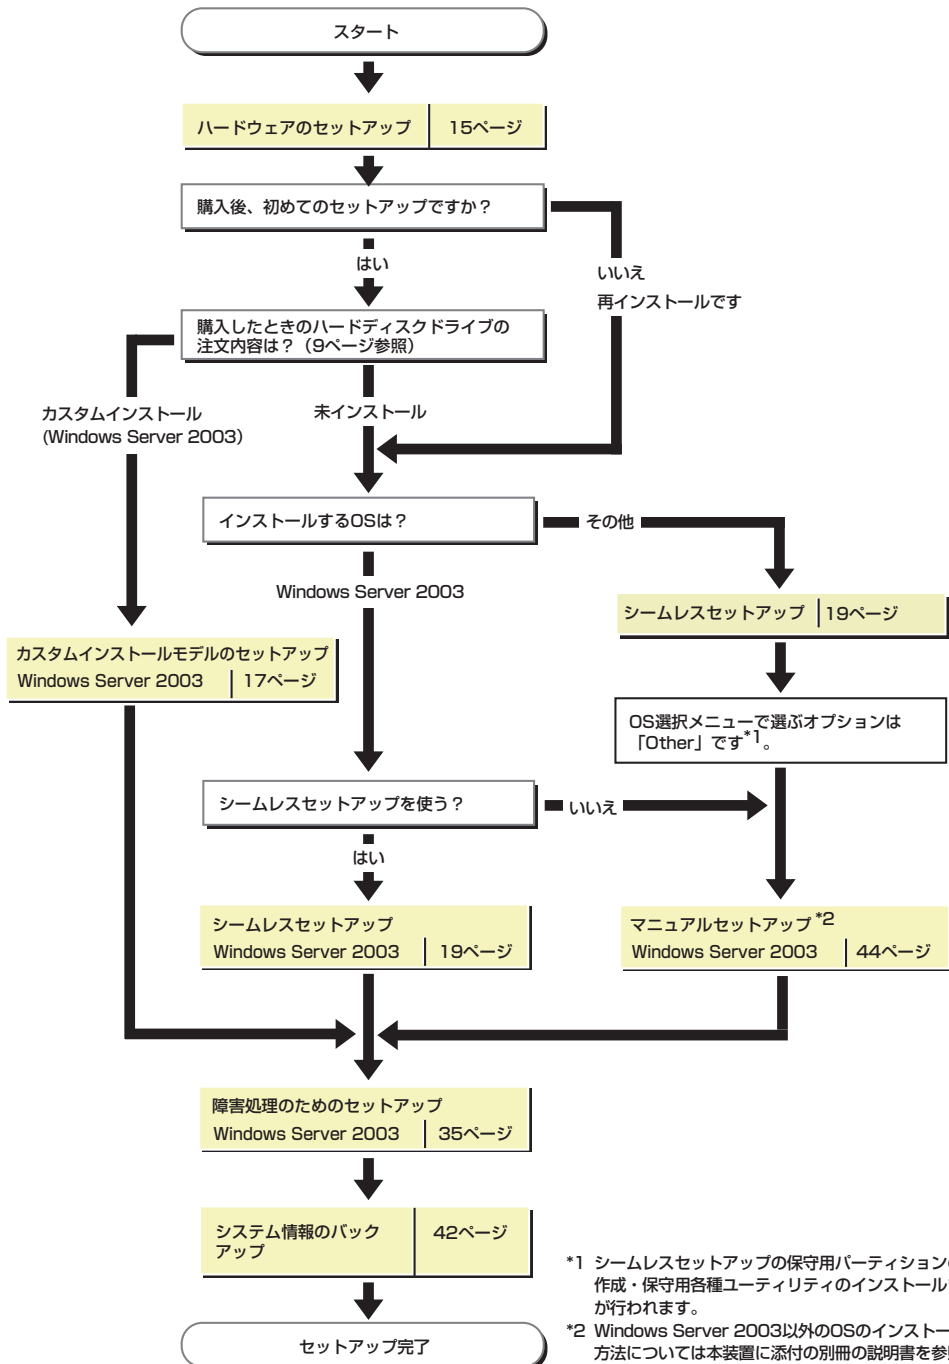 スタート
ハードウェアのセットアップ 15ページ
購入後、初めてのセットアップですか？
はい
いいえ
再インストールです
購入したときのハードディスクドライブの
注文内容は？（9ページ参照）
カスタムインストール
(Windows Server 2003)
未インストール
インストールするOSは？
その他
Windows Server 2003
シームレスセットアップ 19ページ
カスタムインストールモデルのセットアップ
Windows Server 2003 17ページ
OS選択メニューで選ぶオプションは
「Other」です*1。
シームレスセットアップを使う？
いいえ
はい
シームレスセットアップ
Windows Server 2003 19ページ
マニュアルセットアップ*2
Windows Server 2003 44ページ
障害処理のためのセットアップ
Windows Server 2003 35ページ
システム情報のバック
アップ
42ページ
セットアップ完了
*1 シームレスセットアップの保守用パーティション
作成・保守用各種ユーティリティのインストール
が行われます。
*2 Windows Server 2003以外のOSのインストー
方法については本装置に添付の別冊の説明書を参